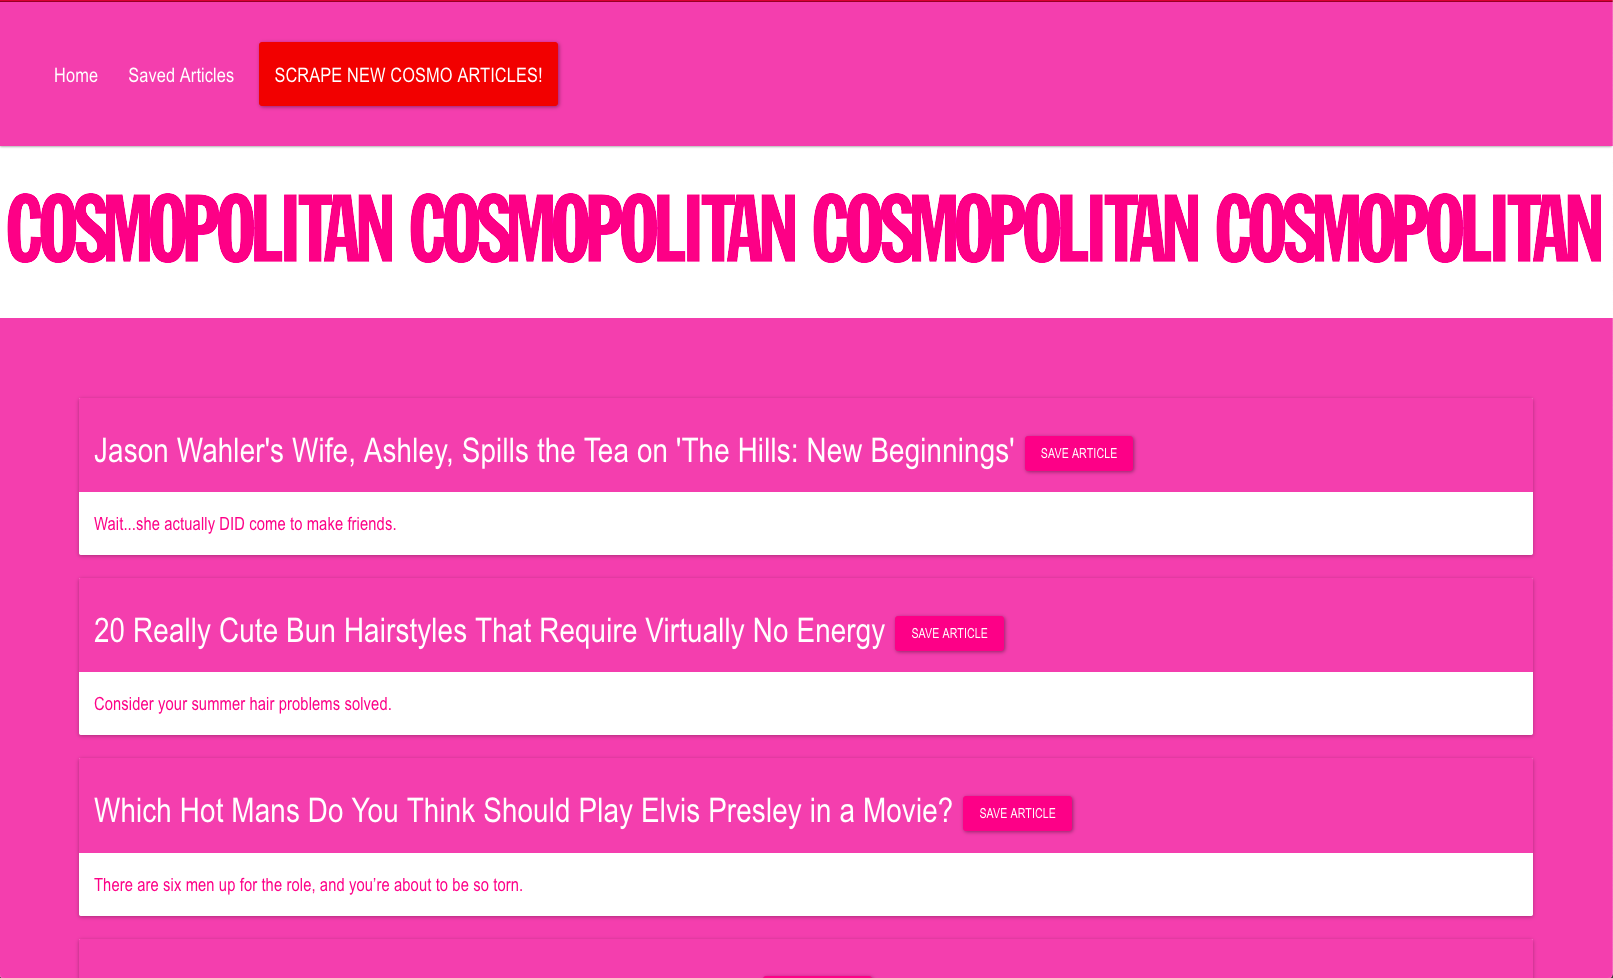 Home Saved Articles SCRAPE NEW COSMO ARTICLES!
COSMOPOLITAN COSMOPOLITAN COSMOPOLITAN COSMOPOLITAN
Jason Wahler's Wife, Ashley, Spills the Tea on 'The Hills: New Beginnings' SAVE ARTICLE
Wait...she actually DID come to make friends.
20 Really Cute Bun Hairstyles That Require Virtually No Energy SAVE ARTICLE
Consider your summer hair problems solved.
Which Hot Mans Do You Think Should Play Elvis Presley in a Movie? SAVE ARTICLE
There are six men up for the role, and you’re about to be so torn.